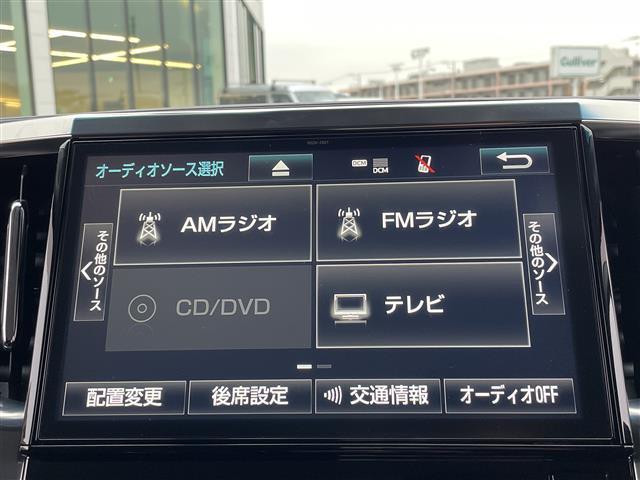 Gulliver
オーディオソース選択
DCM
DCM
AMラジオ
FMラジオ
その他のソース
その他のソース
CD/DVD
テレビ
配置変更
後席設定
交通情報
オーディオOFF